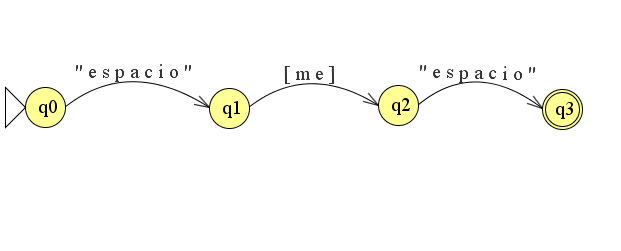 "espacio" [me] "espacio"
q0 q1 q2 q3